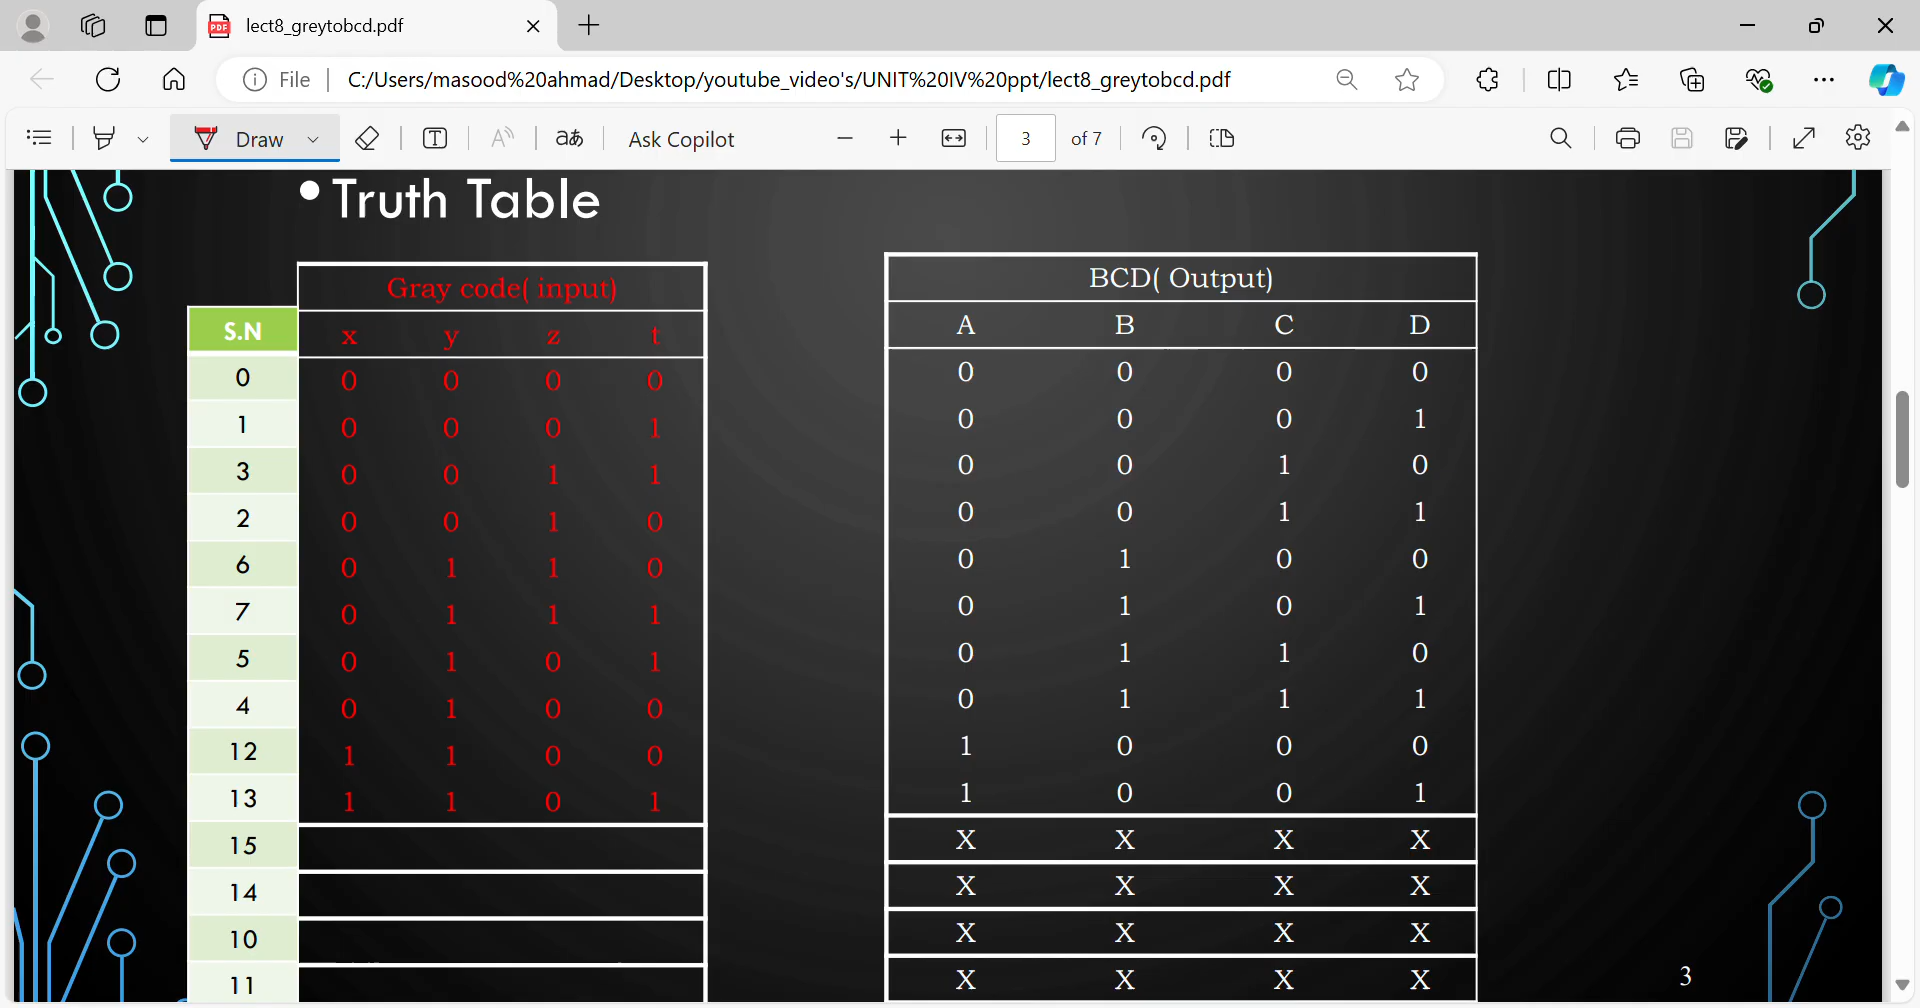 lect8_greytobcd.pdf
File
C:/Users/masood%20ahmad/Desktop/youtube_video's/UNIT%20IV%20ppt/lect8_greytobcd.pdf
Draw
T
A
aあ
Ask Copilot
3 of 7
• Truth Table
Gray code( input)
BCD( Output)
S.N x y z t A B C D
0 0 0 0 0 0 0 0 0
1 0 0 0 1 0 0 0 1
3 0 0 1 1 0 0 1 0
2 0 0 1 0 0 0 1 1
6 0 1 1 0 0 1 0 0
7 0 1 1 1 0 1 0 1
5 0 1 0 1 0 1 1 0
4 0 1 0 0 0 1 1 1
12 1 1 0 0 1 0 0 0
13 1 1 0 1 1 0 0 1
15 X X X X
14 X X X X
10 X X X X
11 X X X X
3